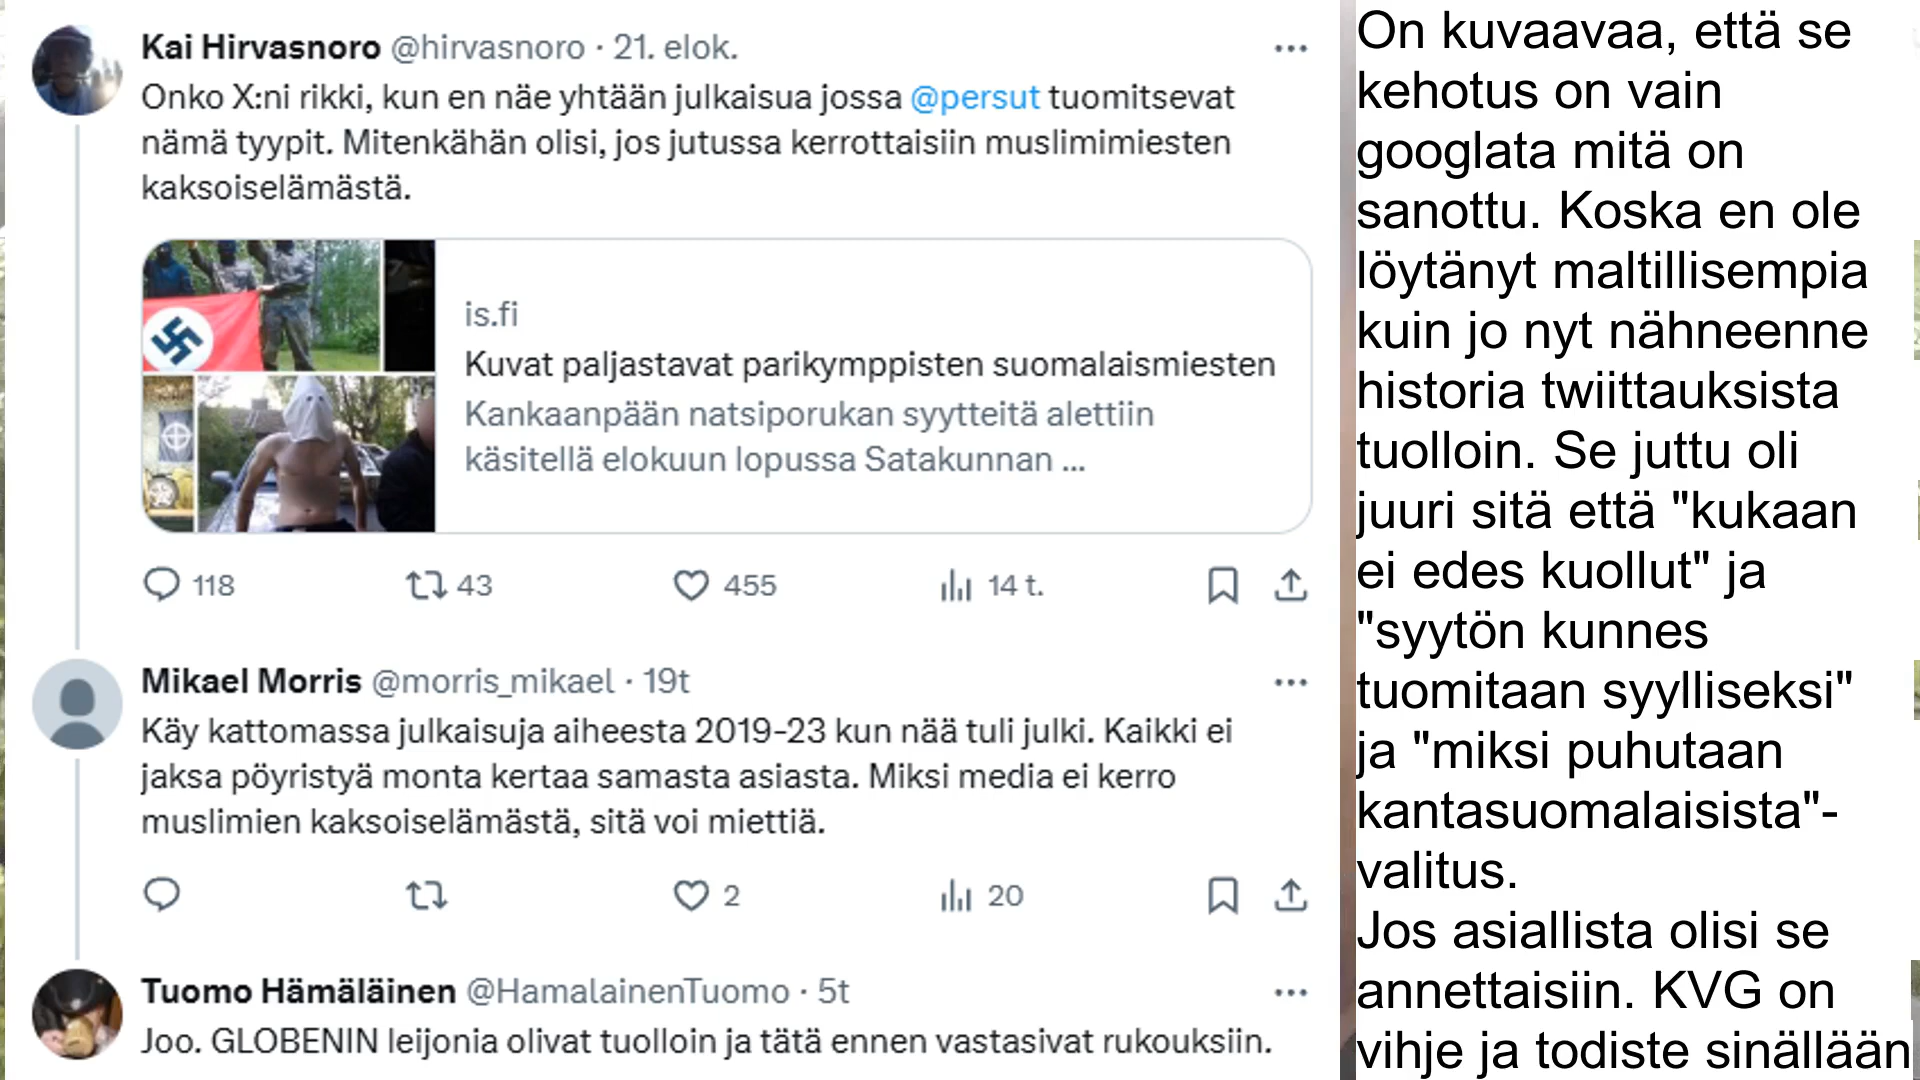 Kai Hirvasnoro @hirvasnoro · 21. elok.
Onko X:ni rikki, kun en näe yhtään julkaisua jossa @persut tuomitsevat
nämä tyypit. Mitenkähän olisi, jos jutussa kerrottaisiin muslimimiesten
kaksoiselämästä.
is.fi
Kuvat paljastavat parikymppisten suomalaismiesten
Kankaanpään natsiporukan syytteitä alettiin
käsitellä elokuun lopussa Satakunnan ...
118 43 455 14 t.
Mikael Morris @morris_mikael · 19t
Käy kattomassa julkaisuja aiheesta 2019-23 kun nää tuli julki. Kaikki ei
jaksa pöyristyä monta kertaa samasta asiasta. Miksi media ei kerro
muslimien kaksoiselämästä, sitä voi miettiä.
2 20
Tuomo Hämäläinen @HamalainenTuomo · 5t
Joo. GLOBENIN leijonia olivat tuolloin ja tätä ennen vastasivat rukouksiin.
On kuvaavaa, että se
kehotus on vain
googlata mitä on
sanottu. Koska en ole
löytänyt maltillisempia
kuin jo nyt nähneenne
historia twiittauksista
tuolloin. Se juttu oli
juuri sitä että "kukaan
ei edes kuollut" ja
"syytön kunnes
tuomitaan syylliseksi"
ja "miksi puhutaan
kantasuomalaisista"-
valitus.
Jos asiallista olisi se
annettaisiin. KVG on
vihje ja todiste sinällään